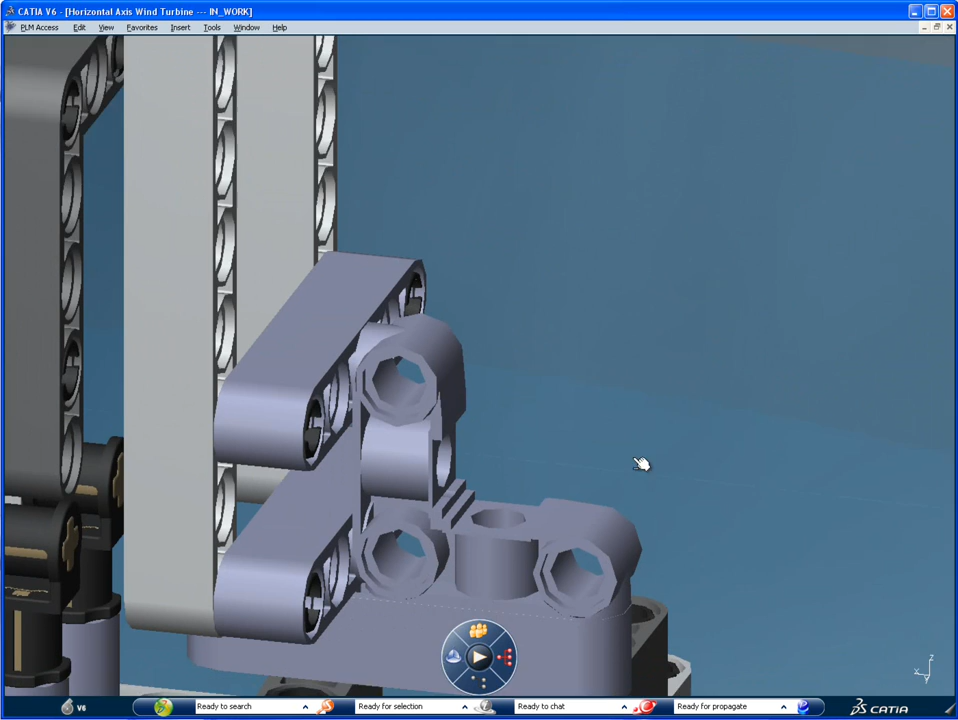 CATIA V6 - [Horizontal Axis Wind Turbine --- IN_WORK]
PLM Access Edit View Favorites Insert Tools Window Help
z
x
y
V6 Ready to search Ready for selection Ready to chat Ready for propagate CATIA